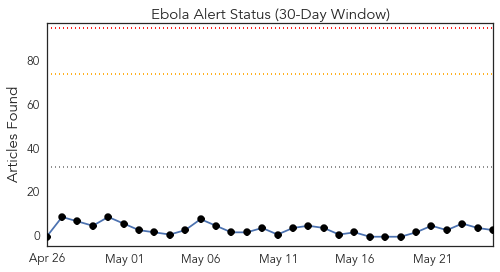 Ebola Alert Status (30-Day Window)
Articles Found
80
60
40
20
0
Apr 26 May 01 May 06 May 11 May 16 May 21